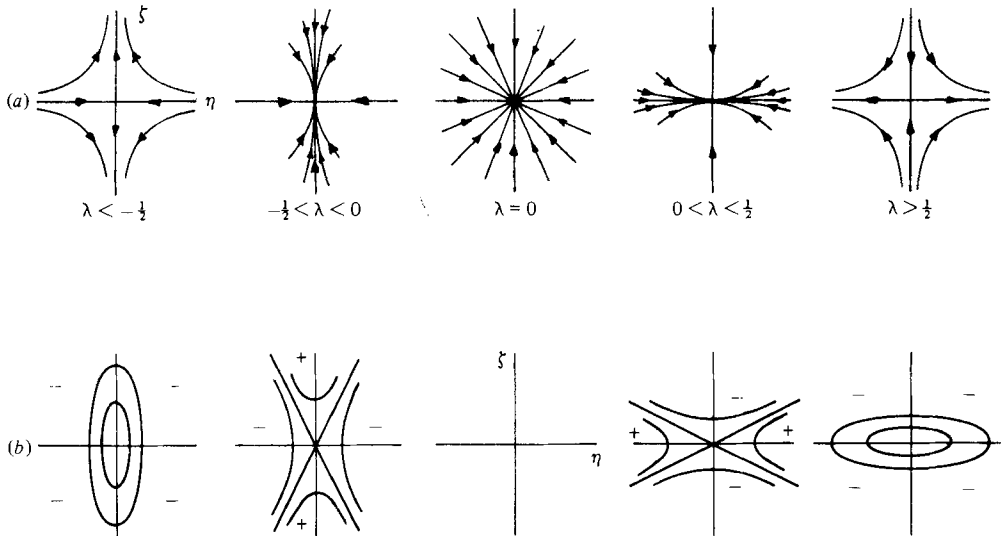 ζ
(a) η
λ < − ½ −½ < λ < 0 λ = 0 0 < λ < ½ λ > ½
+ ζ
− − − − −
(b) − − + + η
− − + − − −